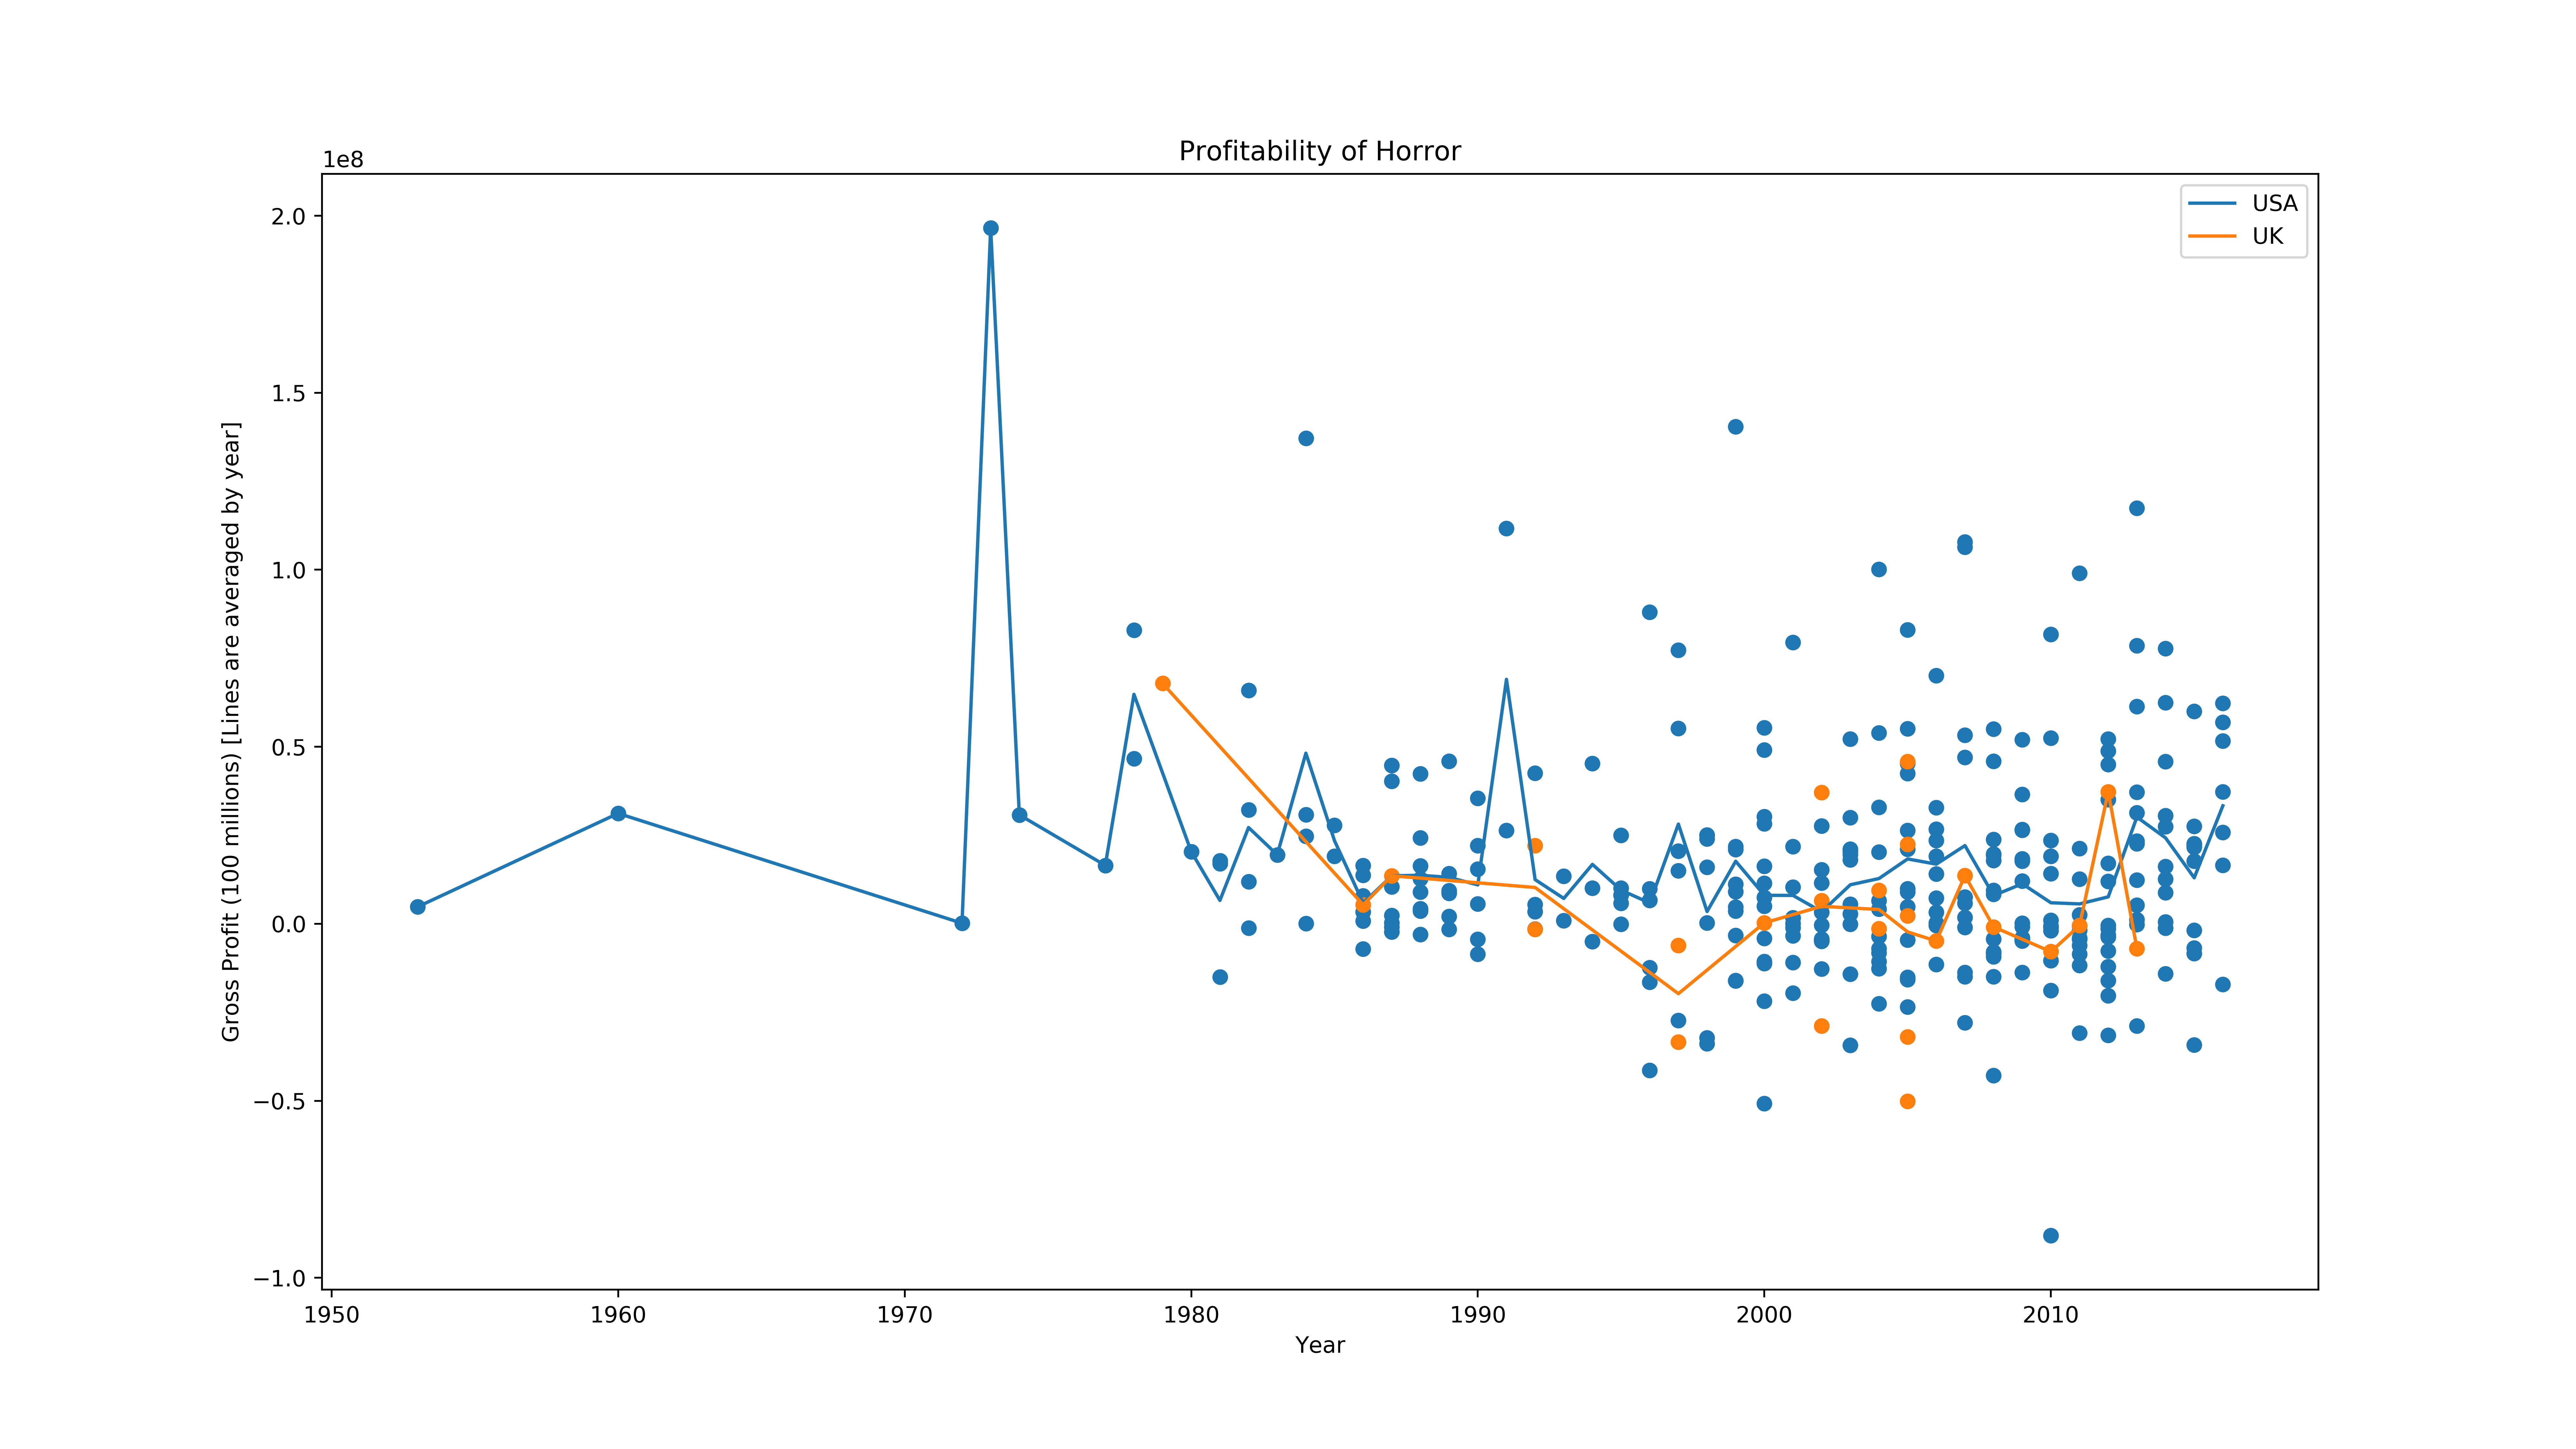 Profitability of Horror
1e8
USA
UK
2.0
1.5
1.0
0.5
0.0
−0.5
−1.0
Gross Profit (100 millions) [Lines are averaged by year]
1950 1960 1970 1980 1990 2000 2010
Year